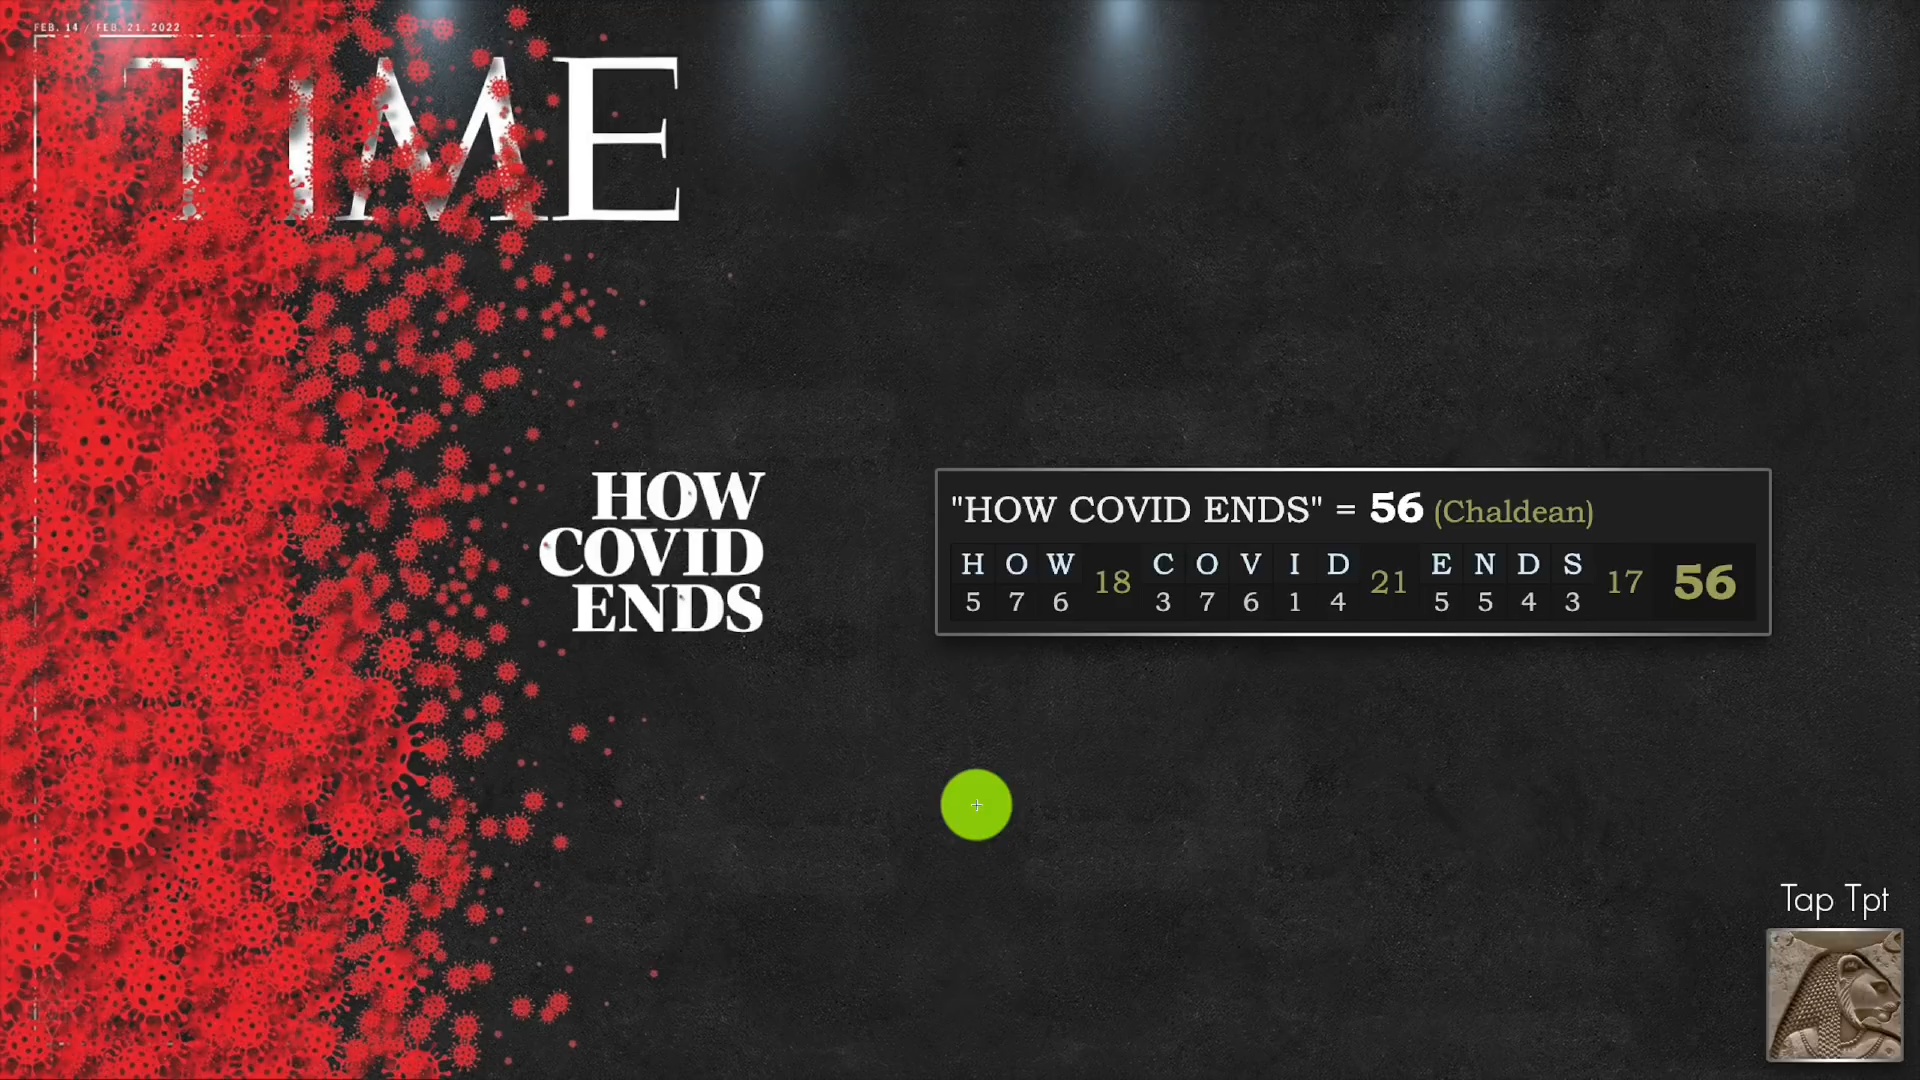 FEB. 14 / FEB. 21, 2022
TIME
HOW
COVID
ENDS
"HOW COVID ENDS" = 56 (Chaldean)
H O W 18 C O V I D 21 E N D S 17 56
5 7 6 3 7 6 1 4 5 5 4 3
Tap Tpt